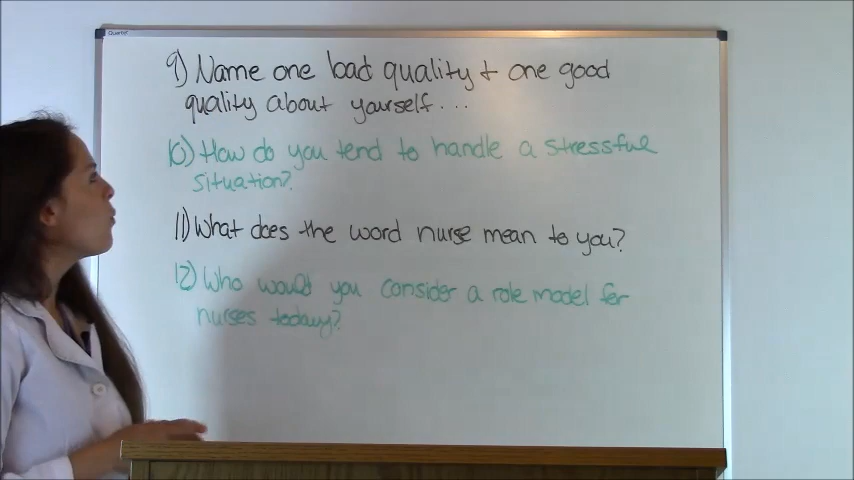 Quartet
9) Name one bad quality + one good
quality about yourself...
10) How do you tend to handle a stressful
situation?
11) What does the word nurse mean to you?
12) Who would you consider a role model for
nurses today?